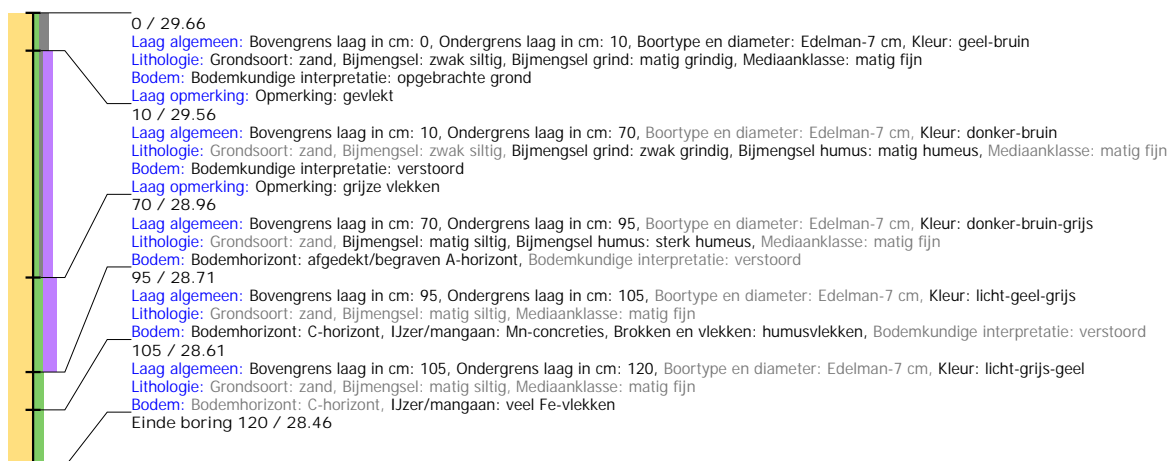 0 / 29.66
Laag algemeen: Bovengrens laag in cm: 0, Ondergrens laag in cm: 10, Boortype en diameter: Edelman-7 cm, Kleur: geel-bruin
Lithologie: Grondsoort: zand, Bijmengsel: zwak siltig, Bijmengsel grind: matig grindig, Mediaanklasse: matig fijn
Bodem: Bodemkundige interpretatie: opgebrachte grond
Laag opmerking: Opmerking: gevlekt
10 / 29.56
Laag algemeen: Bovengrens laag in cm: 10, Ondergrens laag in cm: 70, Boortype en diameter: Edelman-7 cm, Kleur: donker-bruin
Lithologie: Grondsoort: zand, Bijmengsel: zwak siltig, Bijmengsel grind: zwak grindig, Bijmengsel humus: matig humeus, Mediaanklasse: matig fijn
Bodem: Bodemkundige interpretatie: verstoord
Laag opmerking: Opmerking: grijze vlekken
70 / 28.96
Laag algemeen: Bovengrens laag in cm: 70, Ondergrens laag in cm: 95, Boortype en diameter: Edelman-7 cm, Kleur: donker-bruin-grijs
Lithologie: Grondsoort: zand, Bijmengsel: matig siltig, Bijmengsel humus: sterk humeus, Mediaanklasse: matig fijn
Bodem: Bodemhorizont: afgedekt/begraven A-horizont, Bodemkundige interpretatie: verstoord
95 / 28.71
Laag algemeen: Bovengrens laag in cm: 95, Ondergrens laag in cm: 105, Boortype en diameter: Edelman-7 cm, Kleur: licht-geel-grijs
Lithologie: Grondsoort: zand, Bijmengsel: matig siltig, Mediaanklasse: matig fijn
Bodem: Bodemhorizont: C-horizont, IJzer/mangaan: Mn-concreties, Brokken en vlekken: humusvlekken, Bodemkundige interpretatie: verstoord
105 / 28.61
Laag algemeen: Bovengrens laag in cm: 105, Ondergrens laag in cm: 120, Boortype en diameter: Edelman-7 cm, Kleur: licht-grijs-geel
Lithologie: Grondsoort: zand, Bijmengsel: matig siltig, Mediaanklasse: matig fijn
Bodem: Bodemhorizont: C-horizont, IJzer/mangaan: veel Fe-vlekken
Einde boring 120 / 28.46